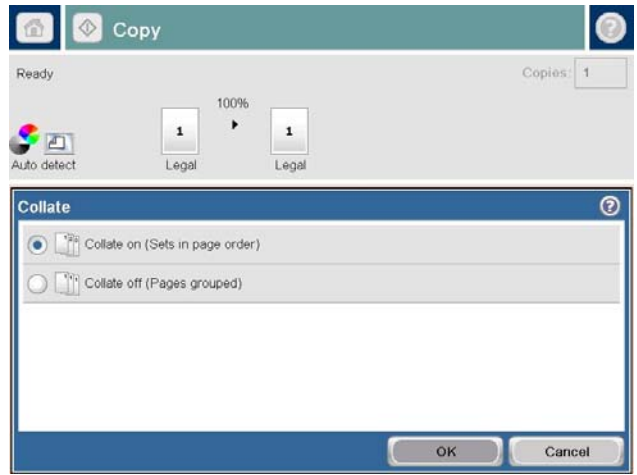 Copy
?
Ready
Copies: 1
100%
1
1
Auto detect
Legal
Legal
Collate
?
Collate on (Sets in page order)
Collate off (Pages grouped)
OK
Cancel